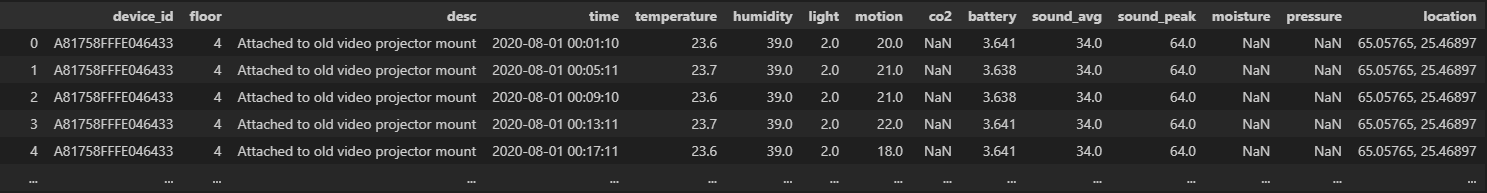 device_id floor desc time temperature humidity light motion co2 battery sound_avg sound_peak moisture pressure location
0 A81758FFFE046433 4 Attached to old video projector mount 2020-08-01 00:01:10 23.6 39.0 2.0 20.0 NaN 3.641 34.0 64.0 NaN NaN 65.05765, 25.46897
1 A81758FFFE046433 4 Attached to old video projector mount 2020-08-01 00:05:11 23.7 39.0 2.0 21.0 NaN 3.638 34.0 64.0 NaN NaN 65.05765, 25.46897
2 A81758FFFE046433 4 Attached to old video projector mount 2020-08-01 00:09:10 23.6 39.0 2.0 21.0 NaN 3.638 34.0 64.0 NaN NaN 65.05765, 25.46897
3 A81758FFFE046433 4 Attached to old video projector mount 2020-08-01 00:13:11 23.7 39.0 2.0 22.0 NaN 3.641 34.0 64.0 NaN NaN 65.05765, 25.46897
4 A81758FFFE046433 4 Attached to old video projector mount 2020-08-01 00:17:11 23.6 39.0 2.0 18.0 NaN 3.641 34.0 64.0 NaN NaN 65.05765, 25.46897
... ... ... ... ... ... ... ... ... ... ... ... ... ... ... ...